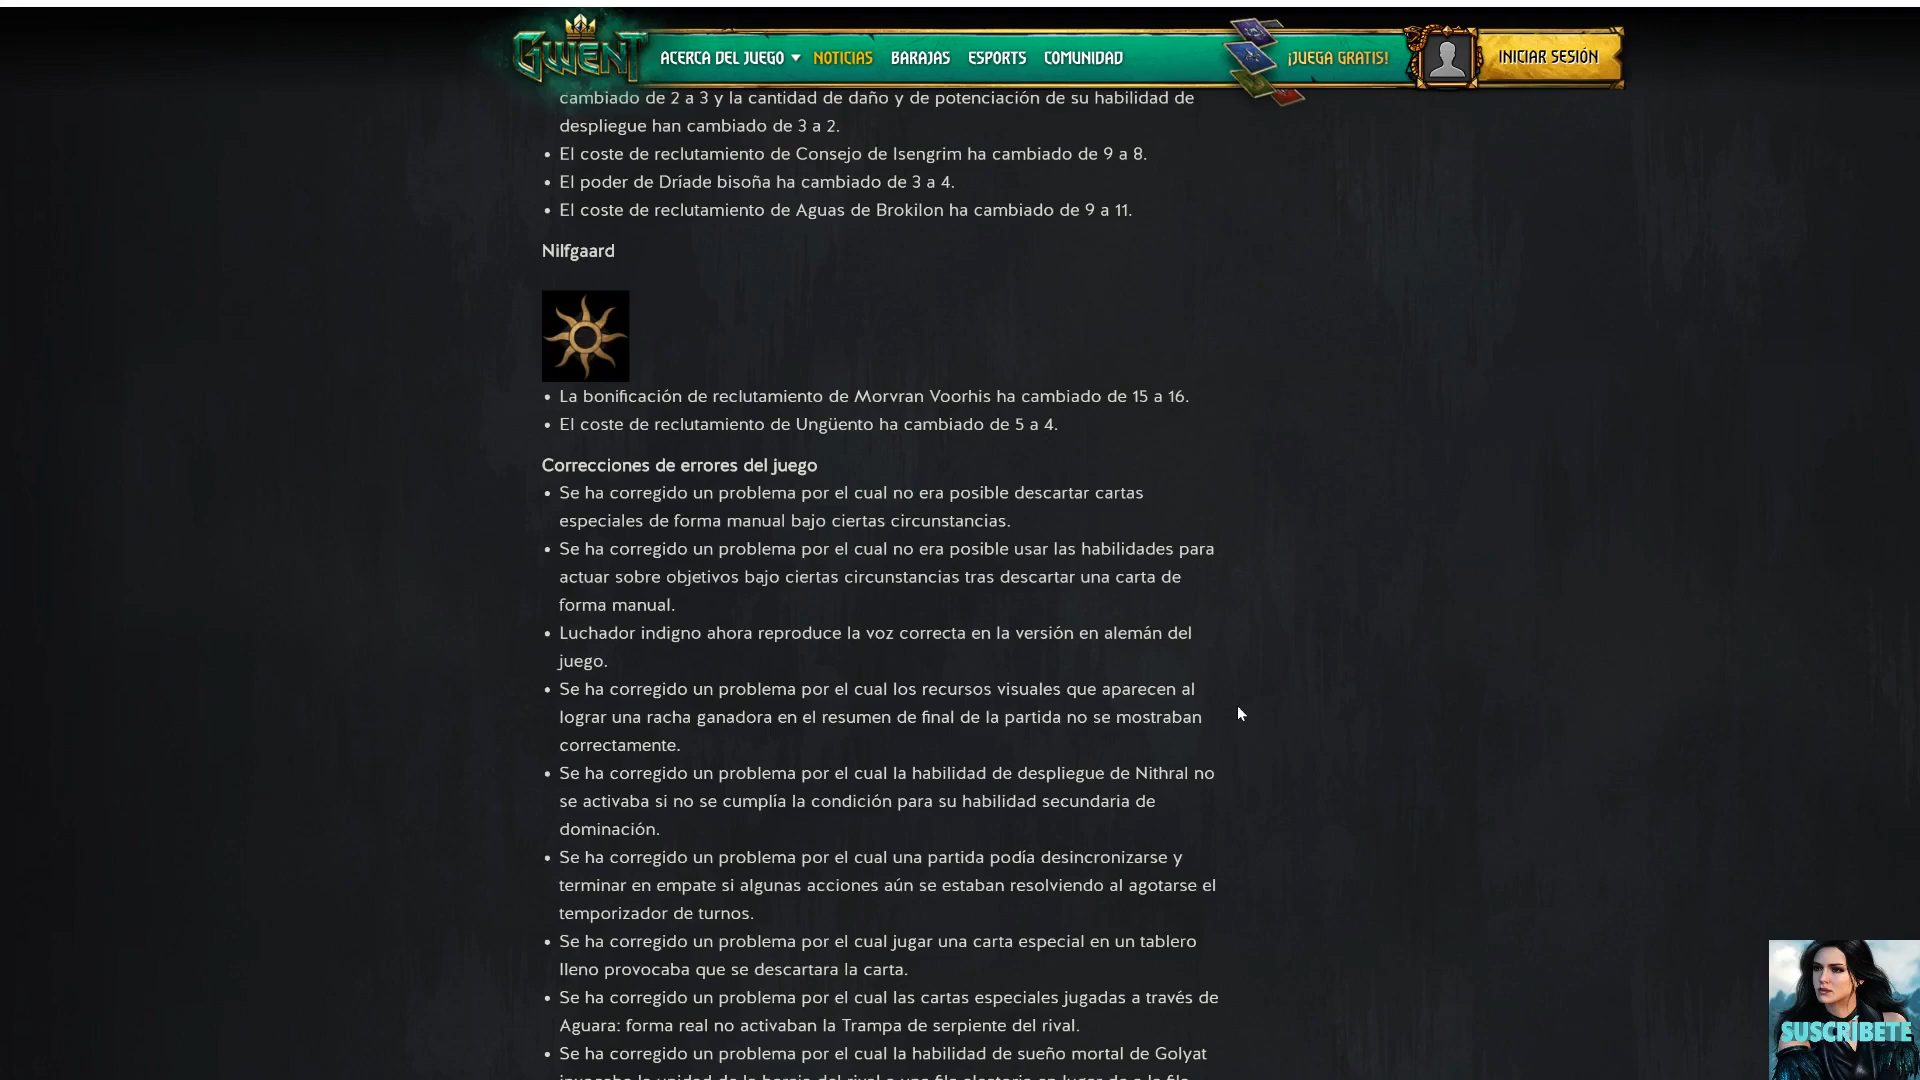 GWENT
ACERCA DEL JUEGO
NOTICIAS
BARAJAS
ESPORTS
COMUNIDAD
¡JUEGA GRATIS!
INICIAR SESIÓN
cambiado de 2 a 3 y la cantidad de daño y de potenciación de su habilidad de
despliegue han cambiado de 3 a 2.
• El coste de reclutamiento de Consejo de Isengrim ha cambiado de 9 a 8.
• El poder de Dríade bisoña ha cambiado de 3 a 4.
• El coste de reclutamiento de Aguas de Brokilon ha cambiado de 9 a 11.
Nilfgaard
• La bonificación de reclutamiento de Morvran Voorhis ha cambiado de 15 a 16.
• El coste de reclutamiento de Ungüento ha cambiado de 5 a 4.
Correcciones de errores del juego
• Se ha corregido un problema por el cual no era posible descartar cartas
especiales de forma manual bajo ciertas circunstancias.
• Se ha corregido un problema por el cual no era posible usar las habilidades para
actuar sobre objetivos bajo ciertas circunstancias tras descartar una carta de
forma manual.
• Luchador indigno ahora reproduce la voz correcta en la versión en alemán del
juego.
• Se ha corregido un problema por el cual los recursos visuales que aparecen al
lograr una racha ganadora en el resumen de final de la partida no se mostraban
correctamente.
• Se ha corregido un problema por el cual la habilidad de despliegue de Nithral no
se activaba si no se cumplía la condición para su habilidad secundaria de
dominación.
• Se ha corregido un problema por el cual una partida podía desincronizarse y
terminar en empate si algunas acciones aún se estaban resolviendo al agotarse el
temporizador de turnos.
• Se ha corregido un problema por el cual jugar una carta especial en un tablero
lleno provocaba que se descartara la carta.
• Se ha corregido un problema por el cual las cartas especiales jugadas a través de
Aguara: forma real no activaban la Trampa de serpiente del rival.
• Se ha corregido un problema por el cual la habilidad de sueño mortal de Golyat
SUSCRÍBETE